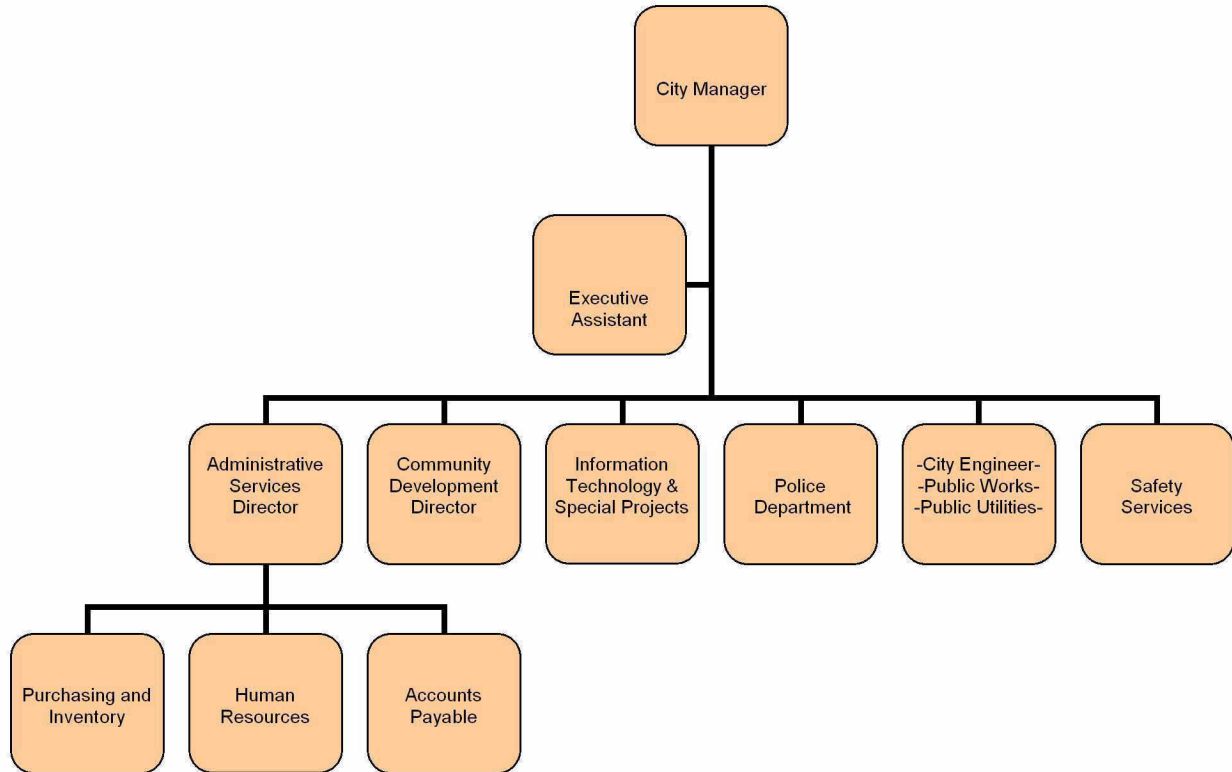 City Manager
Executive
Assistant
Administrative
Services
Director
Community
Development
Director
Information
Technology &
Special Projects
Police
Department
-City Engineer-
-Public Works-
-Public Utilities-
Safety
Services
Purchasing and
Inventory
Human
Resources
Accounts
Payable